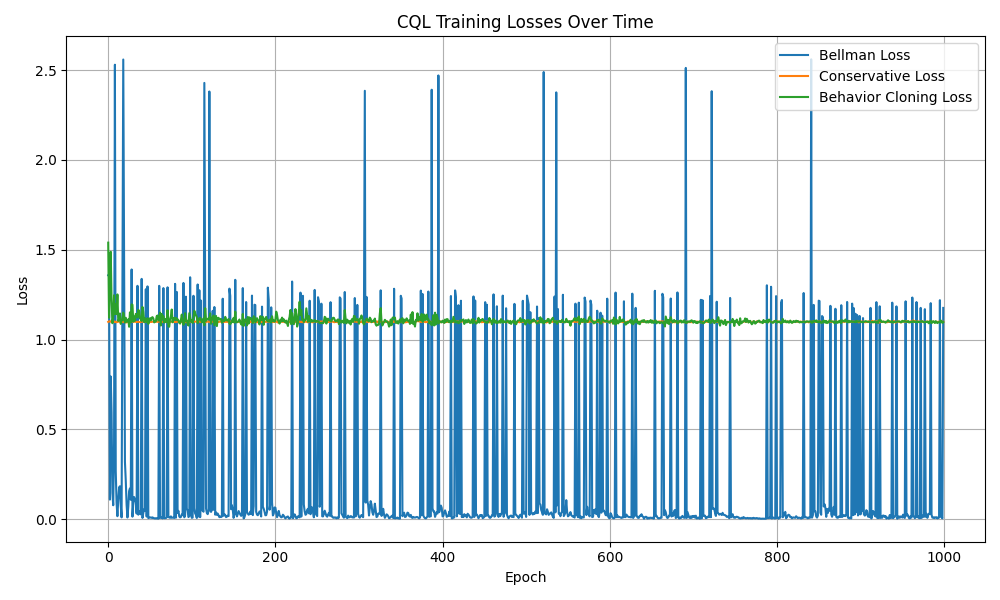 CQL Training Losses Over Time
Bellman Loss
Conservative Loss
Behavior Cloning Loss
Loss
2.5
2.0
1.5
1.0
0.5
0.0
0
200
400
600
800
1000
Epoch